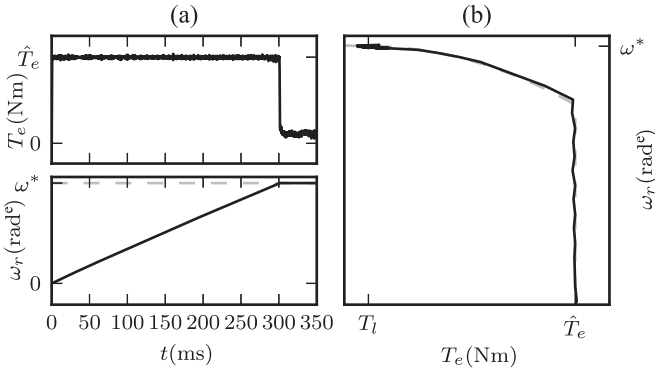 (a)
(b)
T̂e
Te(Nm)
0
ω*
ε*
ωr(radᵉ)
0
ωr(radᵉ)
0 50 100 150 200 250 300 350
t(ms)
Tl
T̂e
Te(Nm)